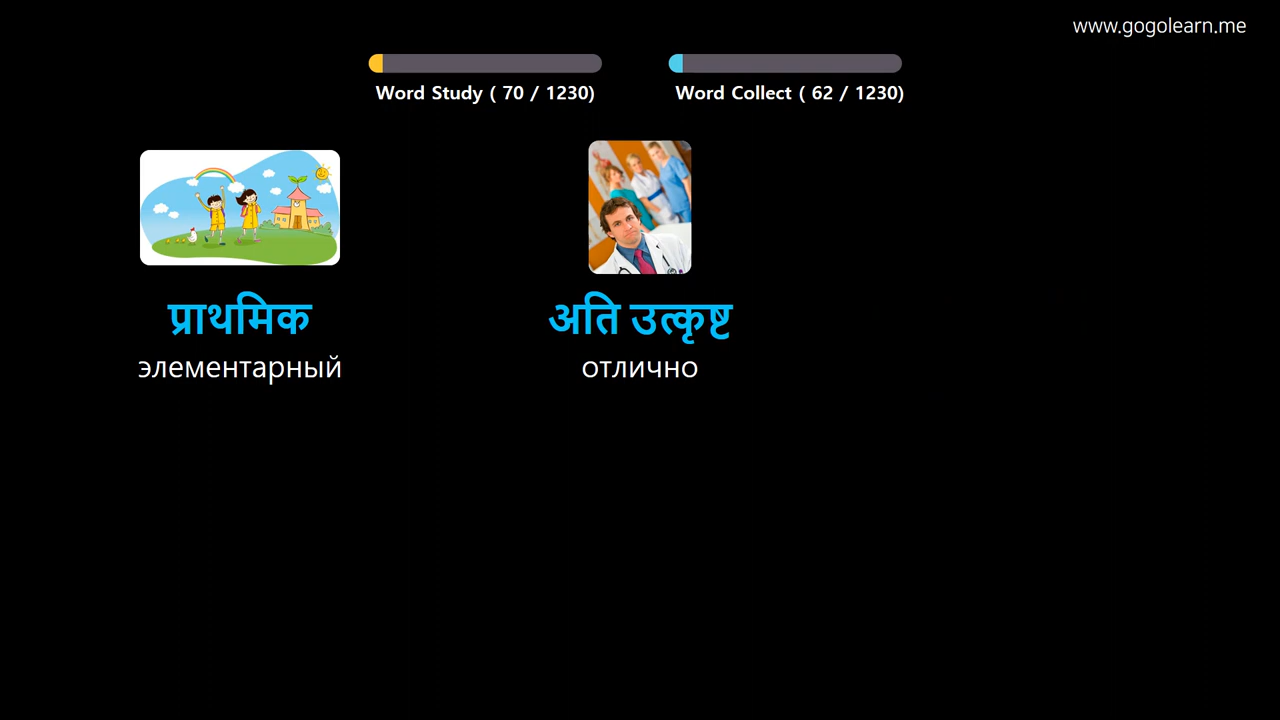 www.gogolearn.me
Word Study ( 70 / 1230)
Word Collect ( 62 / 1230)
प्राथमिक
элементарный
अति उत्कृष्ट
отлично